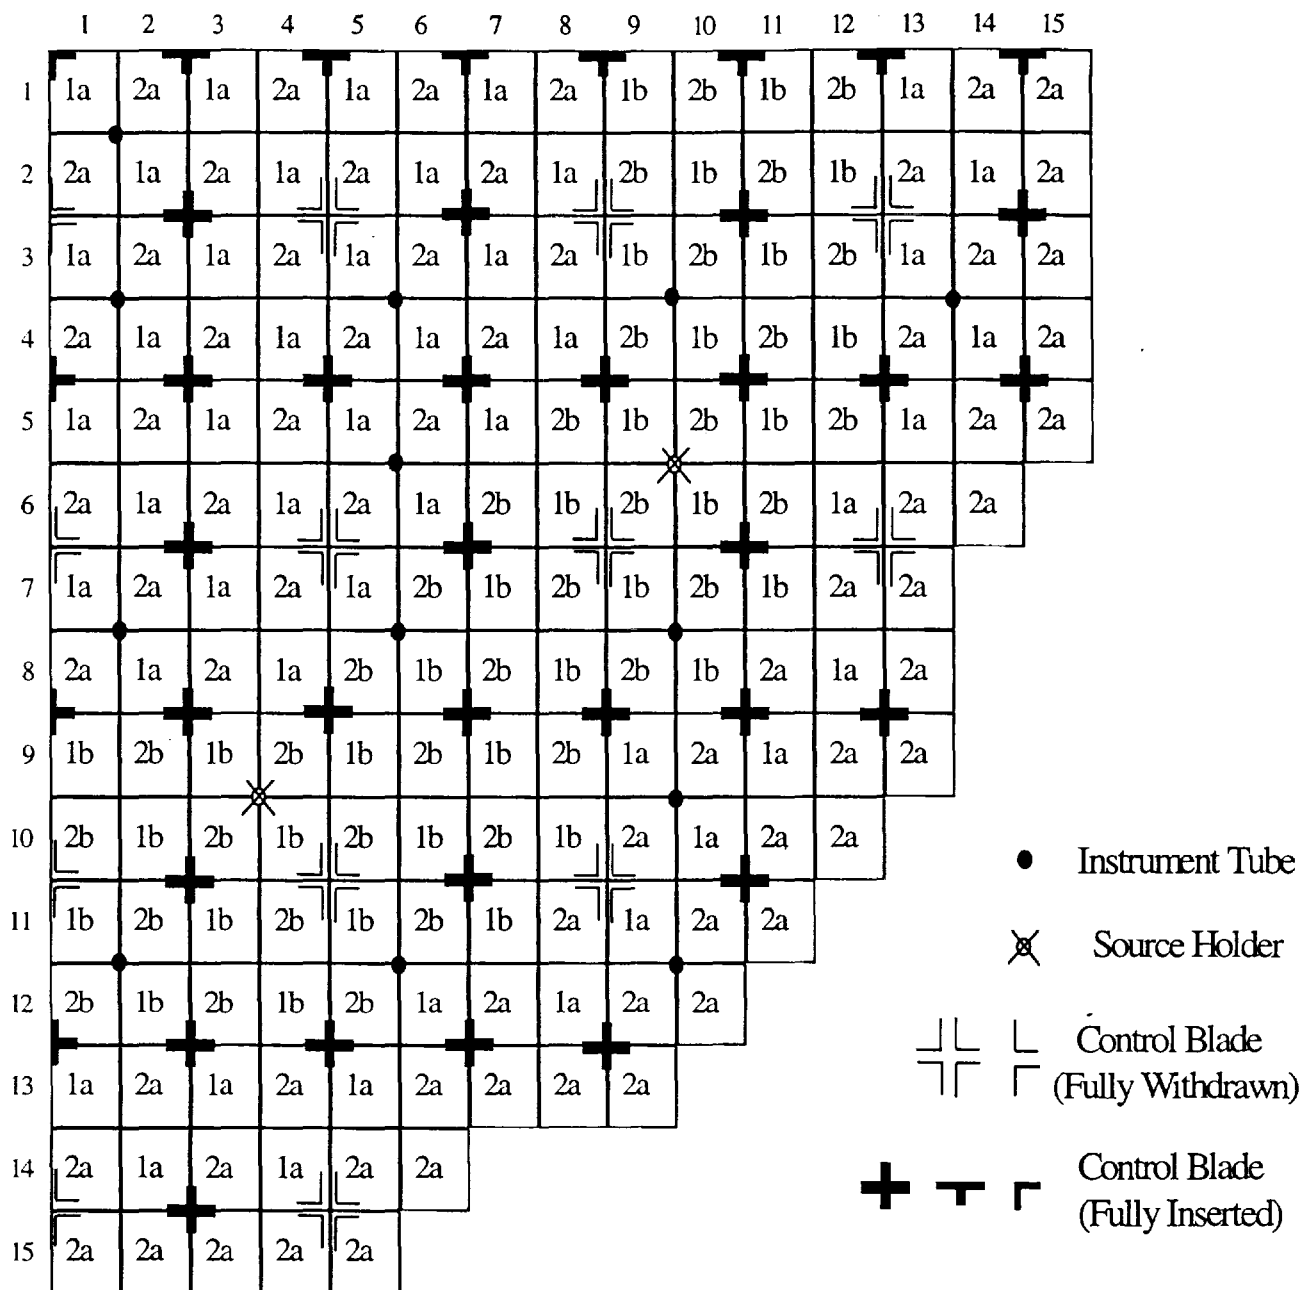 1 2 3 4 5 6 7 8 9 10 11 12 13 14 15
1 1a 2a 1a 2a 1a 2a 1a 2a 1b 2b 1b 2b 1a 2a 2a
2 2a 1a 2a 1a 2a 1a 2a 1a 2b 1b 2b 1b 2a 1a 2a
3 1a 2a 1a 2a 1a 2a 1a 2a 1b 2b 1b 2b 1a 2a 2a
4 2a 1a 2a 1a 2a 1a 2a 1a 2b 1b 2b 1b 2a 1a 2a
5 1a 2a 1a 2a 1a 2a 1a 2b 1b 2b 1b 2b 1a 2a 2a
6 2a 1a 2a 1a 2a 1a 2b 1b 2b 1b 2b 1a 2a 2a
7 1a 2a 1a 2a 1a 2b 1b 2b 1b 2b 1b 2a 2a
8 2a 1a 2a 1a 2b 1b 2b 1b 2b 1b 2a 1a 2a
9 1b 2b 1b 2b 1b 2b 1b 2b 1a 2a 1a 2a 2a
10 2b 1b 2b 1b 2b 1b 2b 1b 2a 1a 2a 2a
Instrument Tube
11 1b 2b 1b 2b 1b 2b 1b 2a 1a 2a 2a
Source Holder
12 2b 1b 2b 1b 2b 1a 2a 1a 2a 2a
Control Blade
(Fully Withdrawn)
13 1a 2a 1a 2a 1a 2a 2a 2a 2a
14 2a 1a 2a 1a 2a 2a
Control Blade
(Fully Inserted)
15 2a 2a 2a 2a 2a